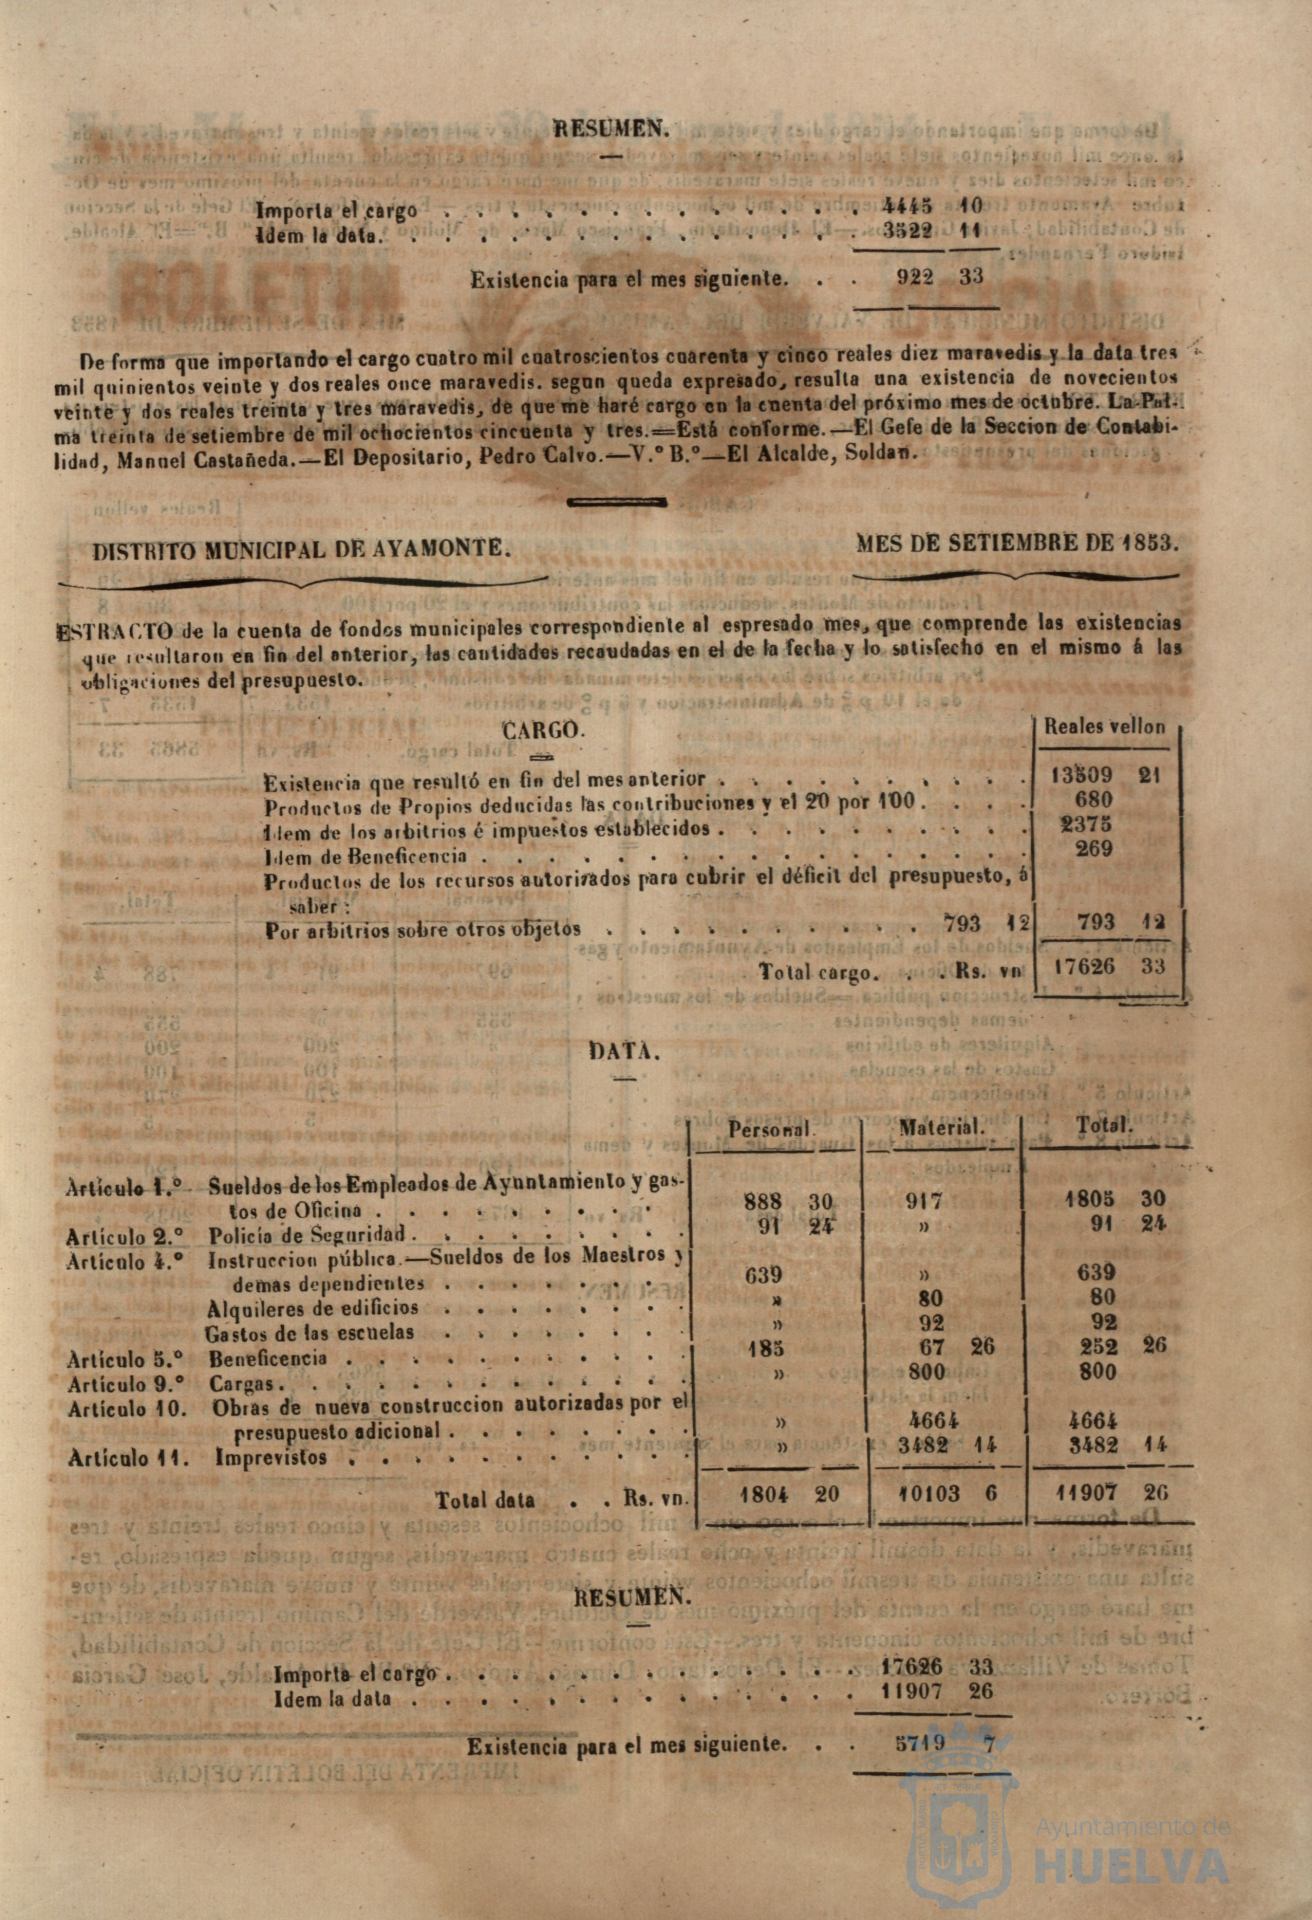 RESUMEN.
Importa el cargo . . . . . . . . . . . . . 4445 10
Idem la data. . . . . . . . . . . . . . 3522 11
Existencia para el mes siguiente. . . 922 33
De forma que importando el cargo cuatro mil cuatroscientos cuarenta y cinco reales diez maravedis y la data tres
mil quinientos veinte y dos reales once maravedis. segun queda expresado, resulta una existencia de novecientos
veinte y dos reales treinta y tres maravedis, de que me haré cargo en la cuenta del próximo mes de octubre. La Pal-
ma treinta de setiembre de mil ochocientos cincuenta y tres.=Está conforme.—El Gefe de la Seccion de Contabi-
lidad, Manuel Castañeda.—El Depositario, Pedro Calvo.—V.º B.º—El Alcalde, Soldan.
DISTRITO MUNICIPAL DE AYAMONTE. MES DE SETIEMBRE DE 1853.
ESTRACTO de la cuenta de fondos municipales correspondiente al espresado mes, que comprende las existencias
que resultaron en fin del anterior, las cantidades recaudadas en el de la fecha y lo satisfecho en el mismo á las
obligaciones del presupuesto.
CARGO. Reales vellon
Existencia que resultó en fin del mes anterior . . . . . . . . . . 13509 21
Productos de Propios deducidas las contribuciones y el 20 por 100. . . . 680
Idem de los arbitrios é impuestos establecidos . . . . . . . . . . 2375
Idem de Beneficencia . . . . . . . . . . . . . . . . 269
Productos de los recursos autorizados para cubrir el déficit del presupuesto, á
saber:
Por arbitrios sobre otros objetos . . . . . . . . . . 793 12 793 12
Total cargo. . . Rs. vn 17626 33
DATA.
Personal. Material. Total.
Artículo 1.º Sueldos de los Empleados de Ayuntamiento y gas-
tos de Oficina . . . . . . . . . 888 30 917 1805 30
Artículo 2.º Policía de Seguridad . . . . . . . . 91 24 » 91 24
Artículo 4.º Instruccion pública.—Sueldos de los Maestros y
demas dependientes . . . . . . . 639 » 639
Alquileres de edificios . . . . . . . » 80 80
Gastos de las escuelas . . . . . . . » 92 92
Artículo 5.º Beneficencia . . . . . . . . . . 185 67 26 252 26
Artículo 9.º Cargas. . . . . . . . . . . . » 800 800
Artículo 10. Obras de nueva construccion autorizadas por el
presupuesto adicional . . . . . . . » 4664 4664
Artículo 11. Imprevistos . . . . . . . . . . » 3482 14 3482 14
Total data . . Rs. vn. 1804 20 10103 6 11907 26
RESUMEN.
Importa el cargo . . . . . . . . . . . . . 17626 33
Idem la data . . . . . . . . . . . . . . 11907 26
Existencia para el mes siguiente. . . 5719 7
Ayuntamiento de
HUELVA